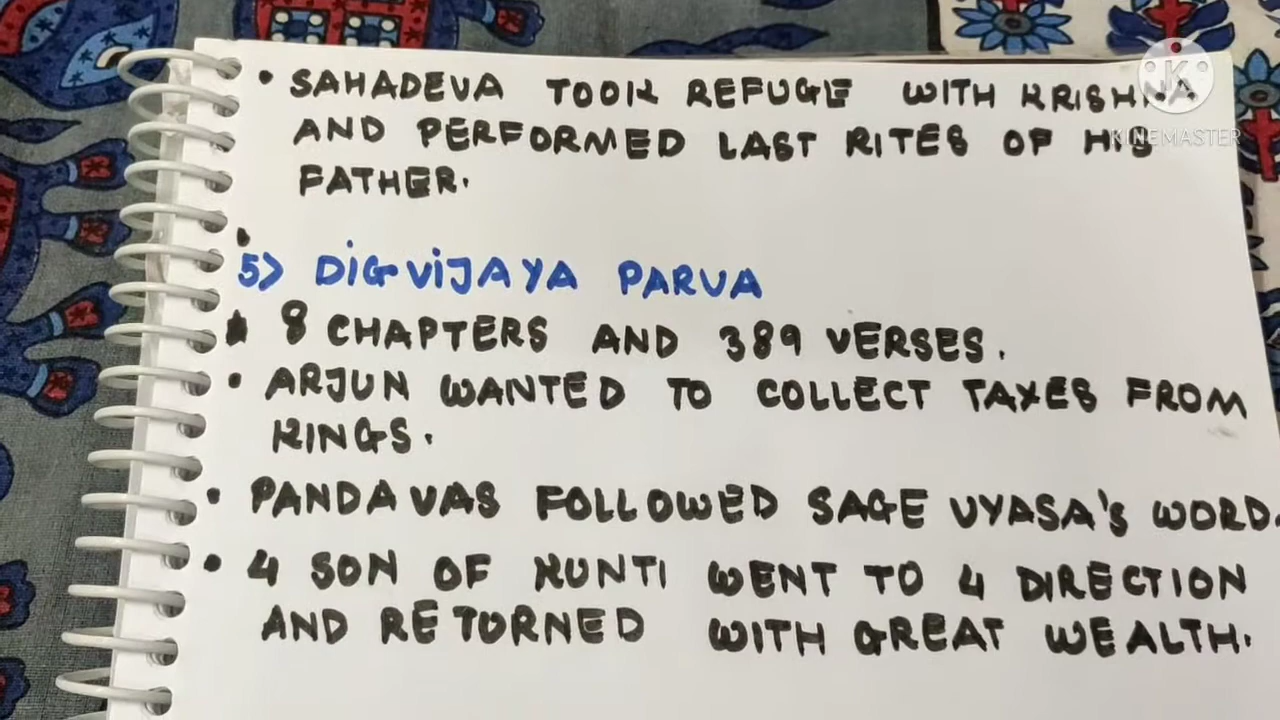 • SAHADEVA TOOK REFUGE WITH KRISHNA
AND PERFORMED LAST RITES OF HIS
FATHER.
5) DIGVIJAYA PARVA
• 8 CHAPTERS AND 389 VERSES.
• ARJUN WANTED TO COLLECT TAXES FROM
KINGS.
• PANDAVAS FOLLOWED SAGE VYASA'S WORD.
• 4 SON OF KUNTI WENT TO 4 DIRECTION
AND RETURNED WITH GREAT WEALTH.
K
KINEMASTER